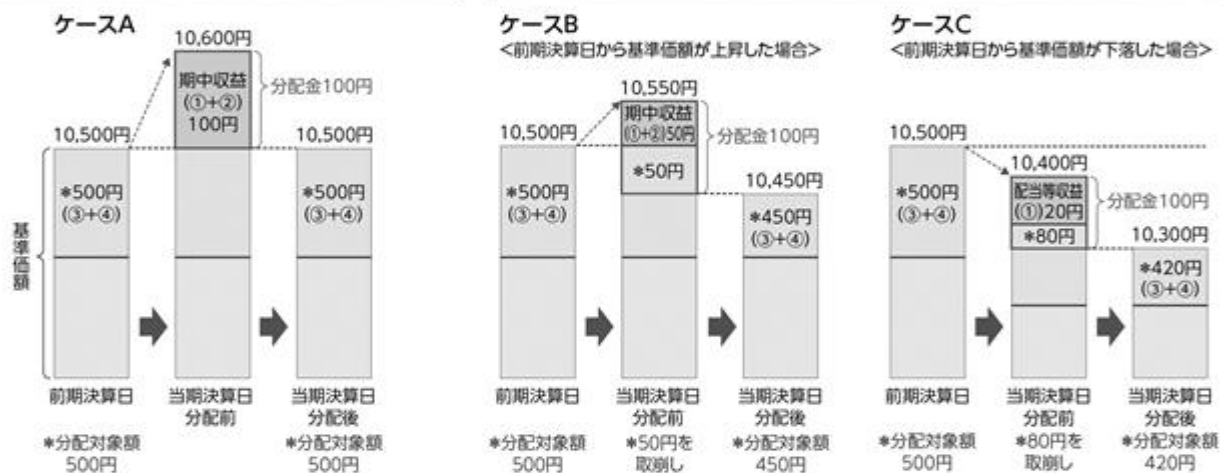 ケースA
10,600円
期中収益
(①+②)
100円
分配金100円
10,500円
10,500円
*500円
(③+④)
*500円
(③+④)
基準価額
前期決算日
当期決算日
分配前
当期決算日
分配後
*分配対象額
500円
*分配対象額
500円
ケースB
<前期決算日から基準価額が上昇した場合>
10,550円
期中収益
(①+②)50円
分配金100円
10,500円
*50円
10,450円
*500円
(③+④)
*450円
(③+④)
前期決算日
当期決算日
分配前
当期決算日
分配後
*分配対象額
500円
*50円を
取崩し
*分配対象額
450円
ケースC
<前期決算日から基準価額が下落した場合>
10,500円
10,400円
配当等収益
(①)20円
分配金100円
*80円
10,300円
*500円
(③+④)
*420円
(③+④)
前期決算日
当期決算日
分配前
当期決算日
分配後
*分配対象額
500円
*80円を
取崩し
*分配対象額
420円